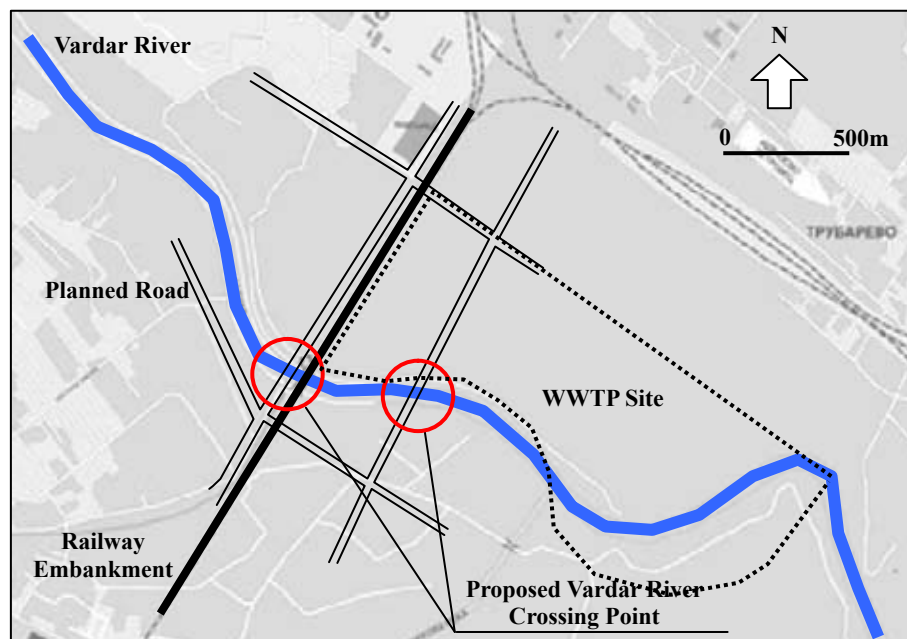 Vardar River
N
0 500m
ТРУБАРЕВО
Planned Road
WWTP Site
Railway
Embankment
Proposed Vardar River
Crossing Point